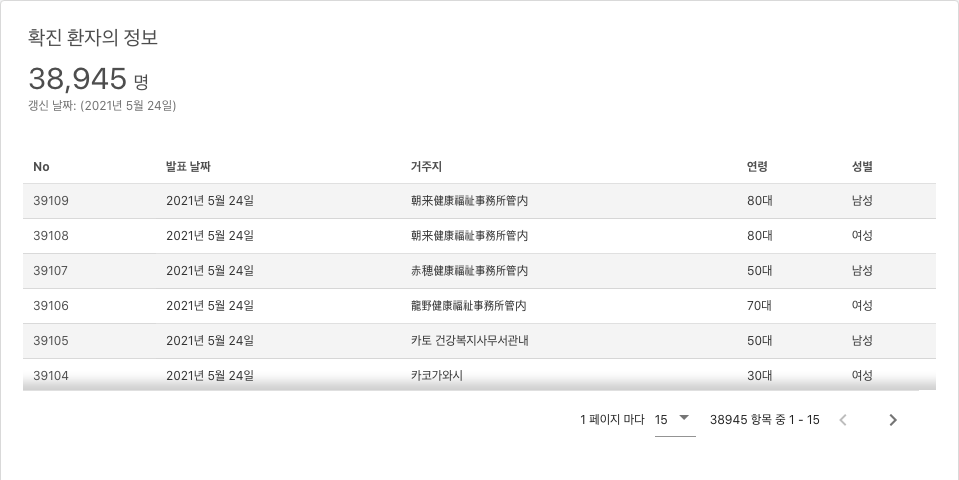 확진 환자의 정보
38,945 명
갱신 날짜: (2021년 5월 24일)
No 발표 날짜 거주지 연령 성별
39109 2021년 5월 24일 朝来健康福祉事務所管内 80대 남성
39108 2021년 5월 24일 朝来健康福祉事務所管内 80대 여성
39107 2021년 5월 24일 赤穂健康福祉事務所管内 50대 남성
39106 2021년 5월 24일 龍野健康福祉事務所管内 70대 여성
39105 2021년 5월 24일 카토 건강복지사무서관내 50대 남성
39104 2021년 5월 24일 카코가와시 30대 여성
1 페이지 마다 15 38945 항목 중 1 - 15